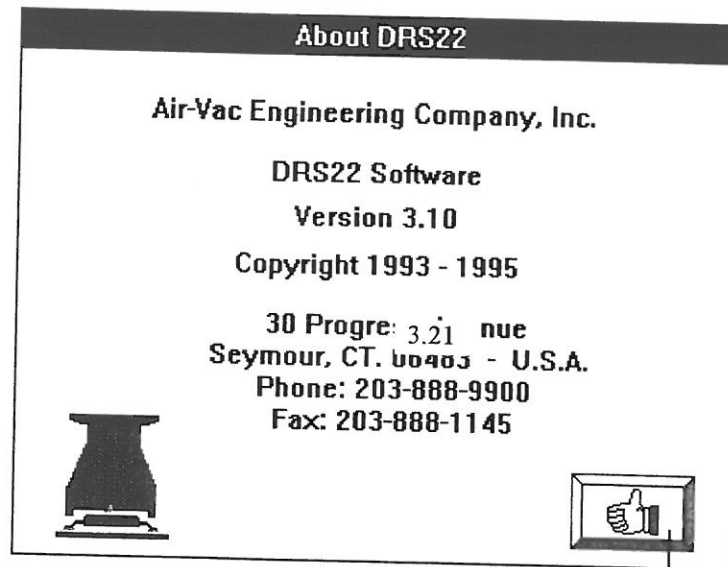 About DRS22
Air-Vac Engineering Company, Inc.
DRS22 Software
Version 3.10
Copyright 1993 - 1995
30 3.21
Seymour, CT. - U.S.A.
Phone: 203-888-9900
Fax: 203-888-1145